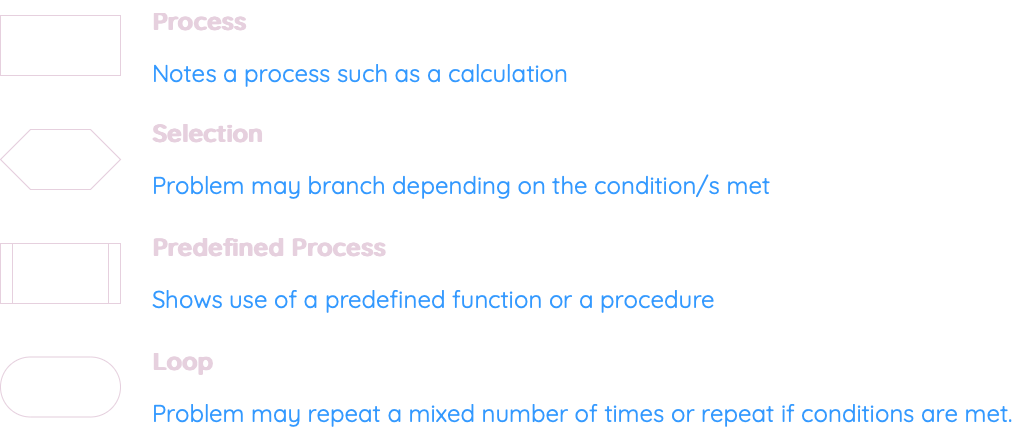 Process
Notes a process such as a calculation
Selection
Problem may branch depending on the condition/s met
Predefined Process
Shows use of a predefined function or a procedure
Loop
Problem may repeat a mixed number of times or repeat if conditions are met.